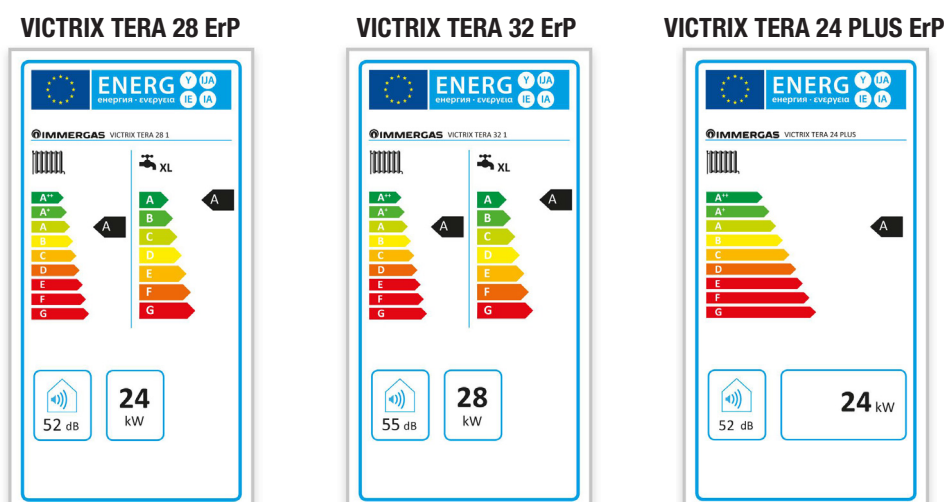 VICTRIX TERA 28 ErP
ENERG Y IJA
енергия · ενεργεια IE IA
IMMERGAS VICTRIX TERA 28 1
XL
A++
A+
A
B
C
D
E
F
G
A
A
B
C
D
E
F
G
A
52 dB
24
kW
VICTRIX TERA 32 ErP
ENERG Y IJA
енергия · ενεργεια IE IA
IMMERGAS VICTRIX TERA 32 1
XL
A++
A+
A
B
C
D
E
F
G
A
A
B
C
D
E
F
G
A
55 dB
28
kW
VICTRIX TERA 24 PLUS ErP
ENERG Y IJA
енергия · ενεργεια IE IA
IMMERGAS VICTRIX TERA 24 PLUS
A++
A+
A
B
C
D
E
F
G
A
52 dB
24 kW